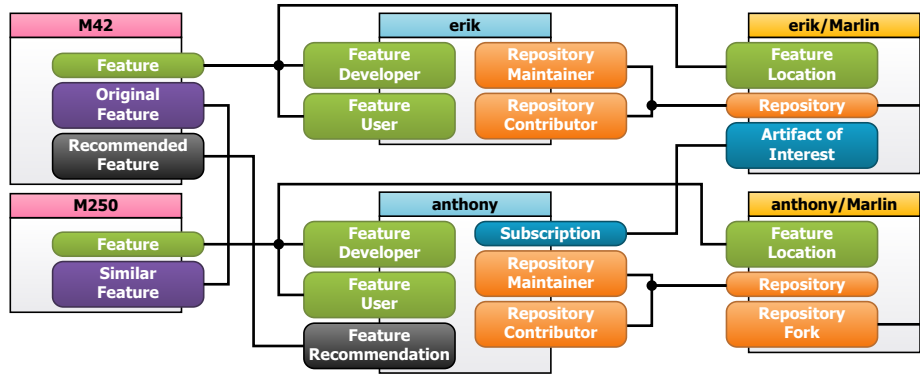 M42
Feature
Original
Feature
Recommended
Feature
M250
Feature
Similar
Feature
erik
Feature
Developer
Feature
User
Repository
Maintainer
Repository
Contributor
anthony
Feature
Developer
Feature
User
Feature
Recommendation
Subscription
Repository
Maintainer
Repository
Contributor
erik/Marlin
Feature
Location
Repository
Artifact of
Interest
anthony/Marlin
Feature
Location
Repository
Repository
Fork